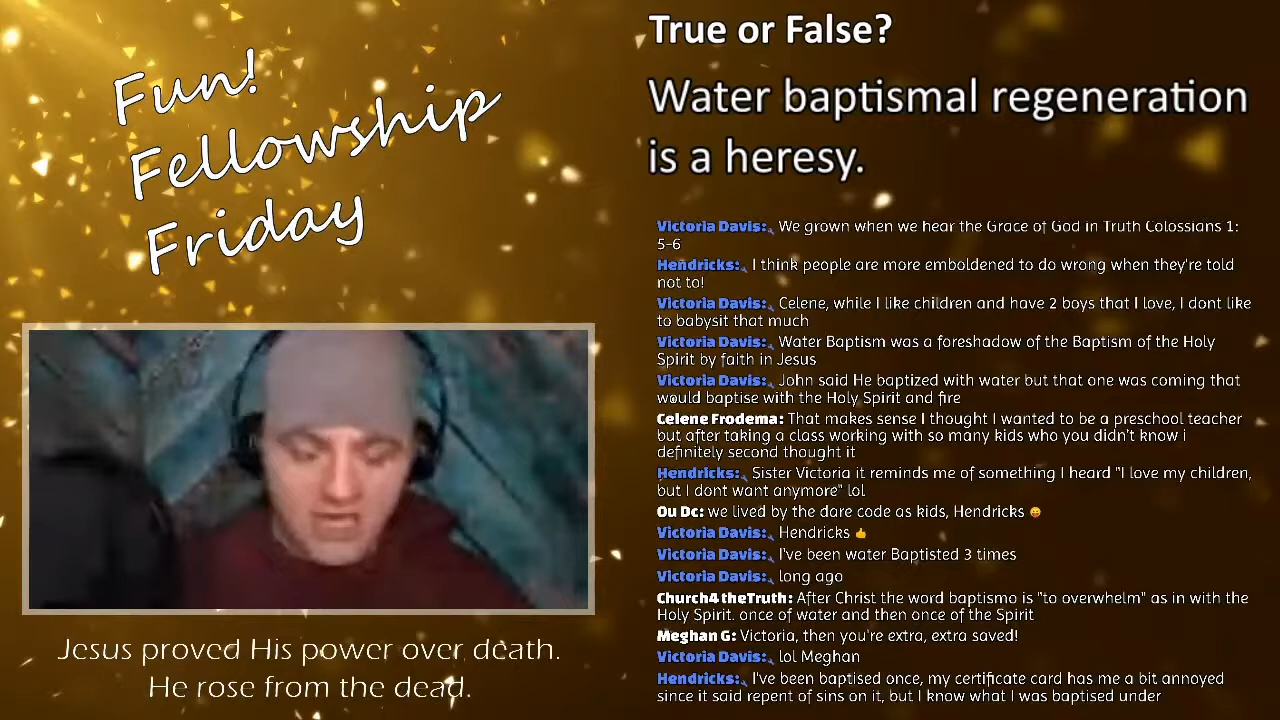 Fun!
Fellowship
Friday
Jesus proved His power over death.
He rose from the dead.
True or False?
Water baptismal regeneration
is a heresy.
Victoria Davis: We grown when we hear the Grace of God in Truth Colossians 1:
5-6
Hendricks: I think people are more emboldened to do wrong when they're told
not to!
Victoria Davis: Celene, while I like children and have 2 boys that I love, I dont like
to babysit that much
Victoria Davis: Water Baptism was a foreshadow of the Baptism of the Holy
Spirit by faith in Jesus
Victoria Davis: John said He baptized with water but that one was coming that
would baptise with the Holy Spirit and fire
Celene Frodema: That makes sense I thought I wanted to be a preschool teacher
but after taking a class working with so many kids who you didn't know i
definitely second thought it
Hendricks: Sister Victoria it reminds me of something I heard "I love my children,
but I dont want anymore" lol
Ou Dc: we lived by the dare code as kids, Hendricks 😛
Victoria Davis: Hendricks 👍
Victoria Davis: I've been water Baptisted 3 times
Victoria Davis: long ago
Church4theTruth: After Christ the word baptismo is "to overwhelm" as in with the
Holy Spirit. once of water and then once of the Spirit
Meghan G: Victoria, then you're extra, extra saved!
Victoria Davis: lol Meghan
Hendricks: I've been baptised once, my certificate card has me a bit annoyed
since it said repent of sins on it, but I know what I was baptised under